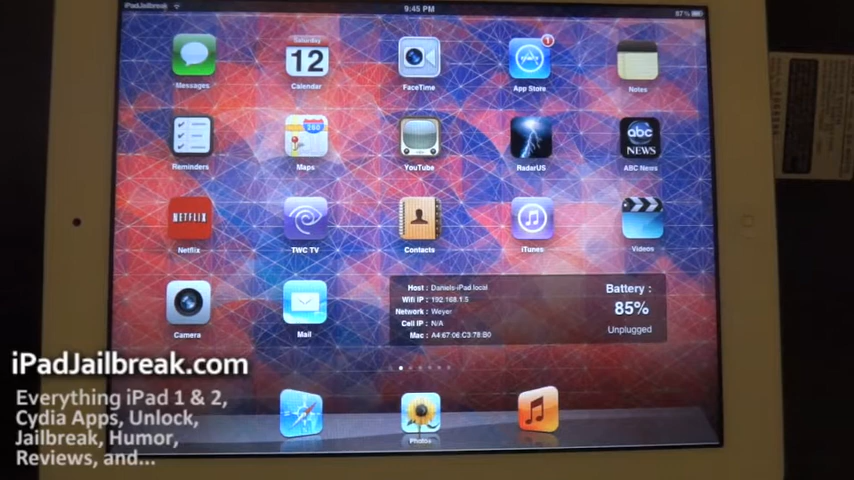 iPadJailbreak
9:45 PM
87%
Saturday
12
1
Messages
Calendar
FaceTime
App Store
Notes
280
abc
NEWS
Reminders
Maps
YouTube
RadarUS
ABC News
NETFLIX
Netflix
TWC TV
Contacts
iTunes
Videos
Host : Daniels-iPad.local
Wifi IP : 192.168.1.5
Network : Weyer
Cell IP : N/A
Mac : A4:67:06:C3:78:B0
Battery :
85%
Unplugged
Camera
Mail
Photos
iPadJailbreak.com
Everything iPad 1 & 2,
Cydia Apps, Unlock,
Jailbreak, Humor,
Reviews, and...